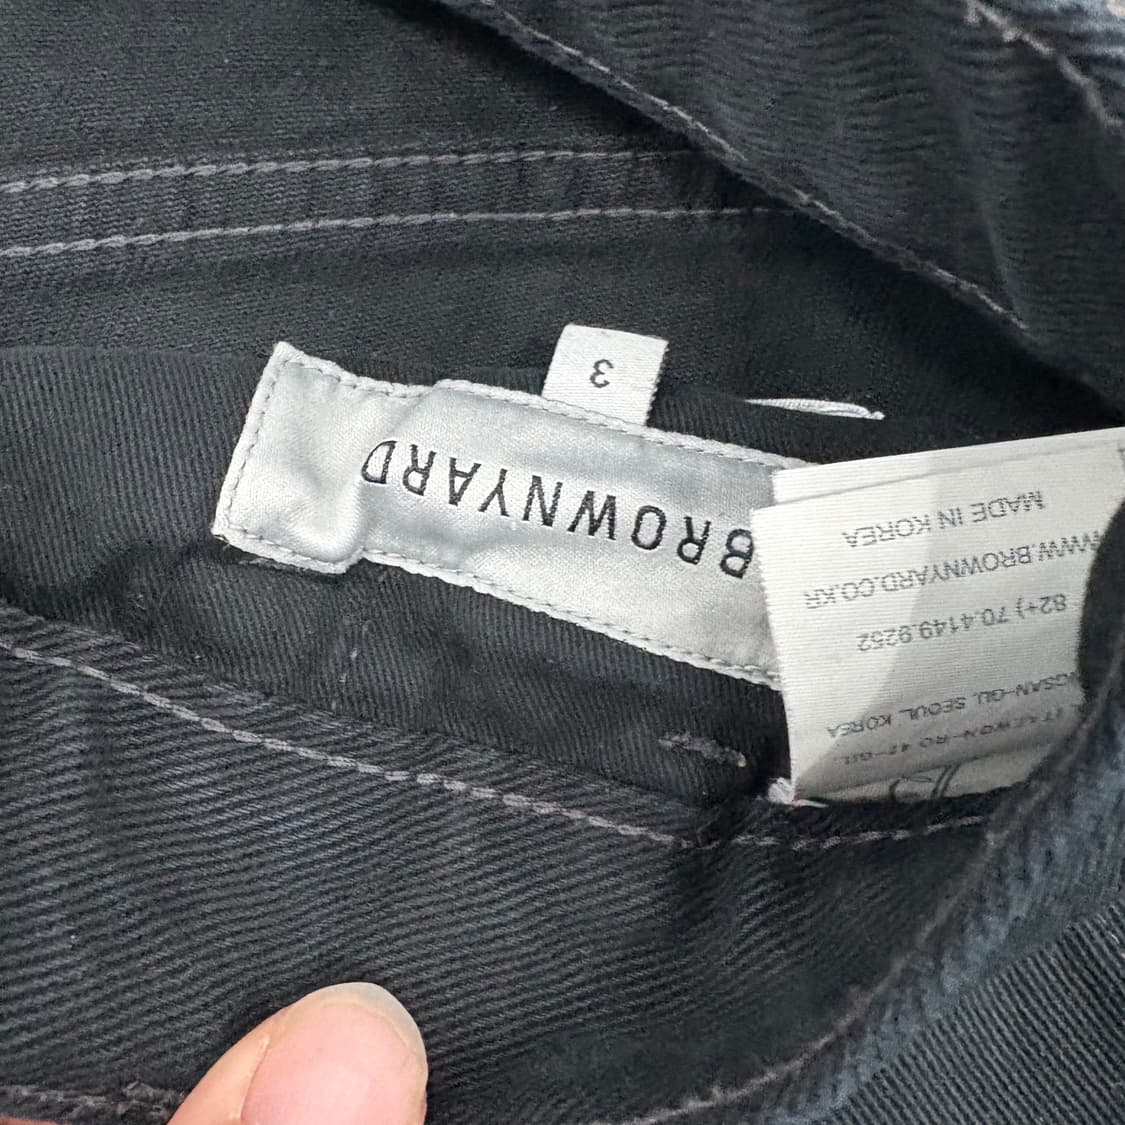 3
BROWNYARD
SEOUL, KOREA
82+) 70.4149.9252
WWW.BROWNYARD.CO.KR
MADE IN KOREA